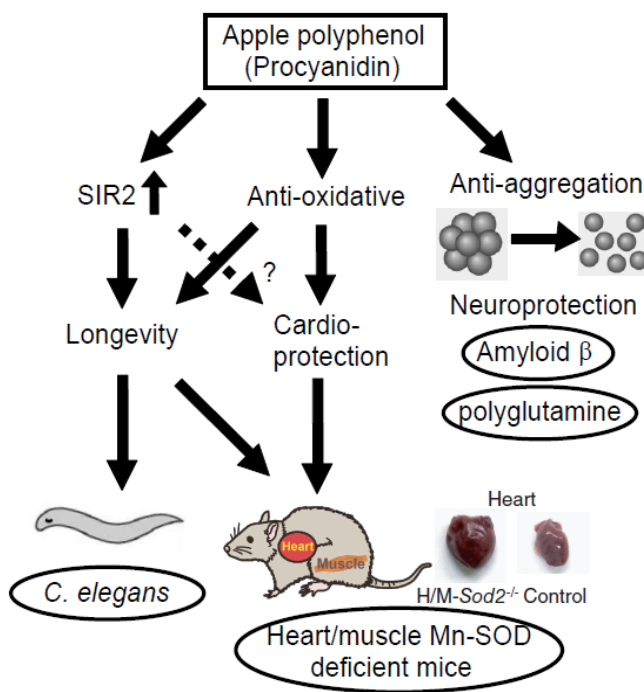 Apple polyphenol
(Procyanidin)
SIR2
Anti-oxidative
Anti-aggregation
?
Longevity
Cardio-
protection
Neuroprotection
Amyloid β
polyglutamine
Heart
Muscle
Heart
H/M-Sod2-/- Control
C. elegans
Heart/muscle Mn-SOD
deficient mice